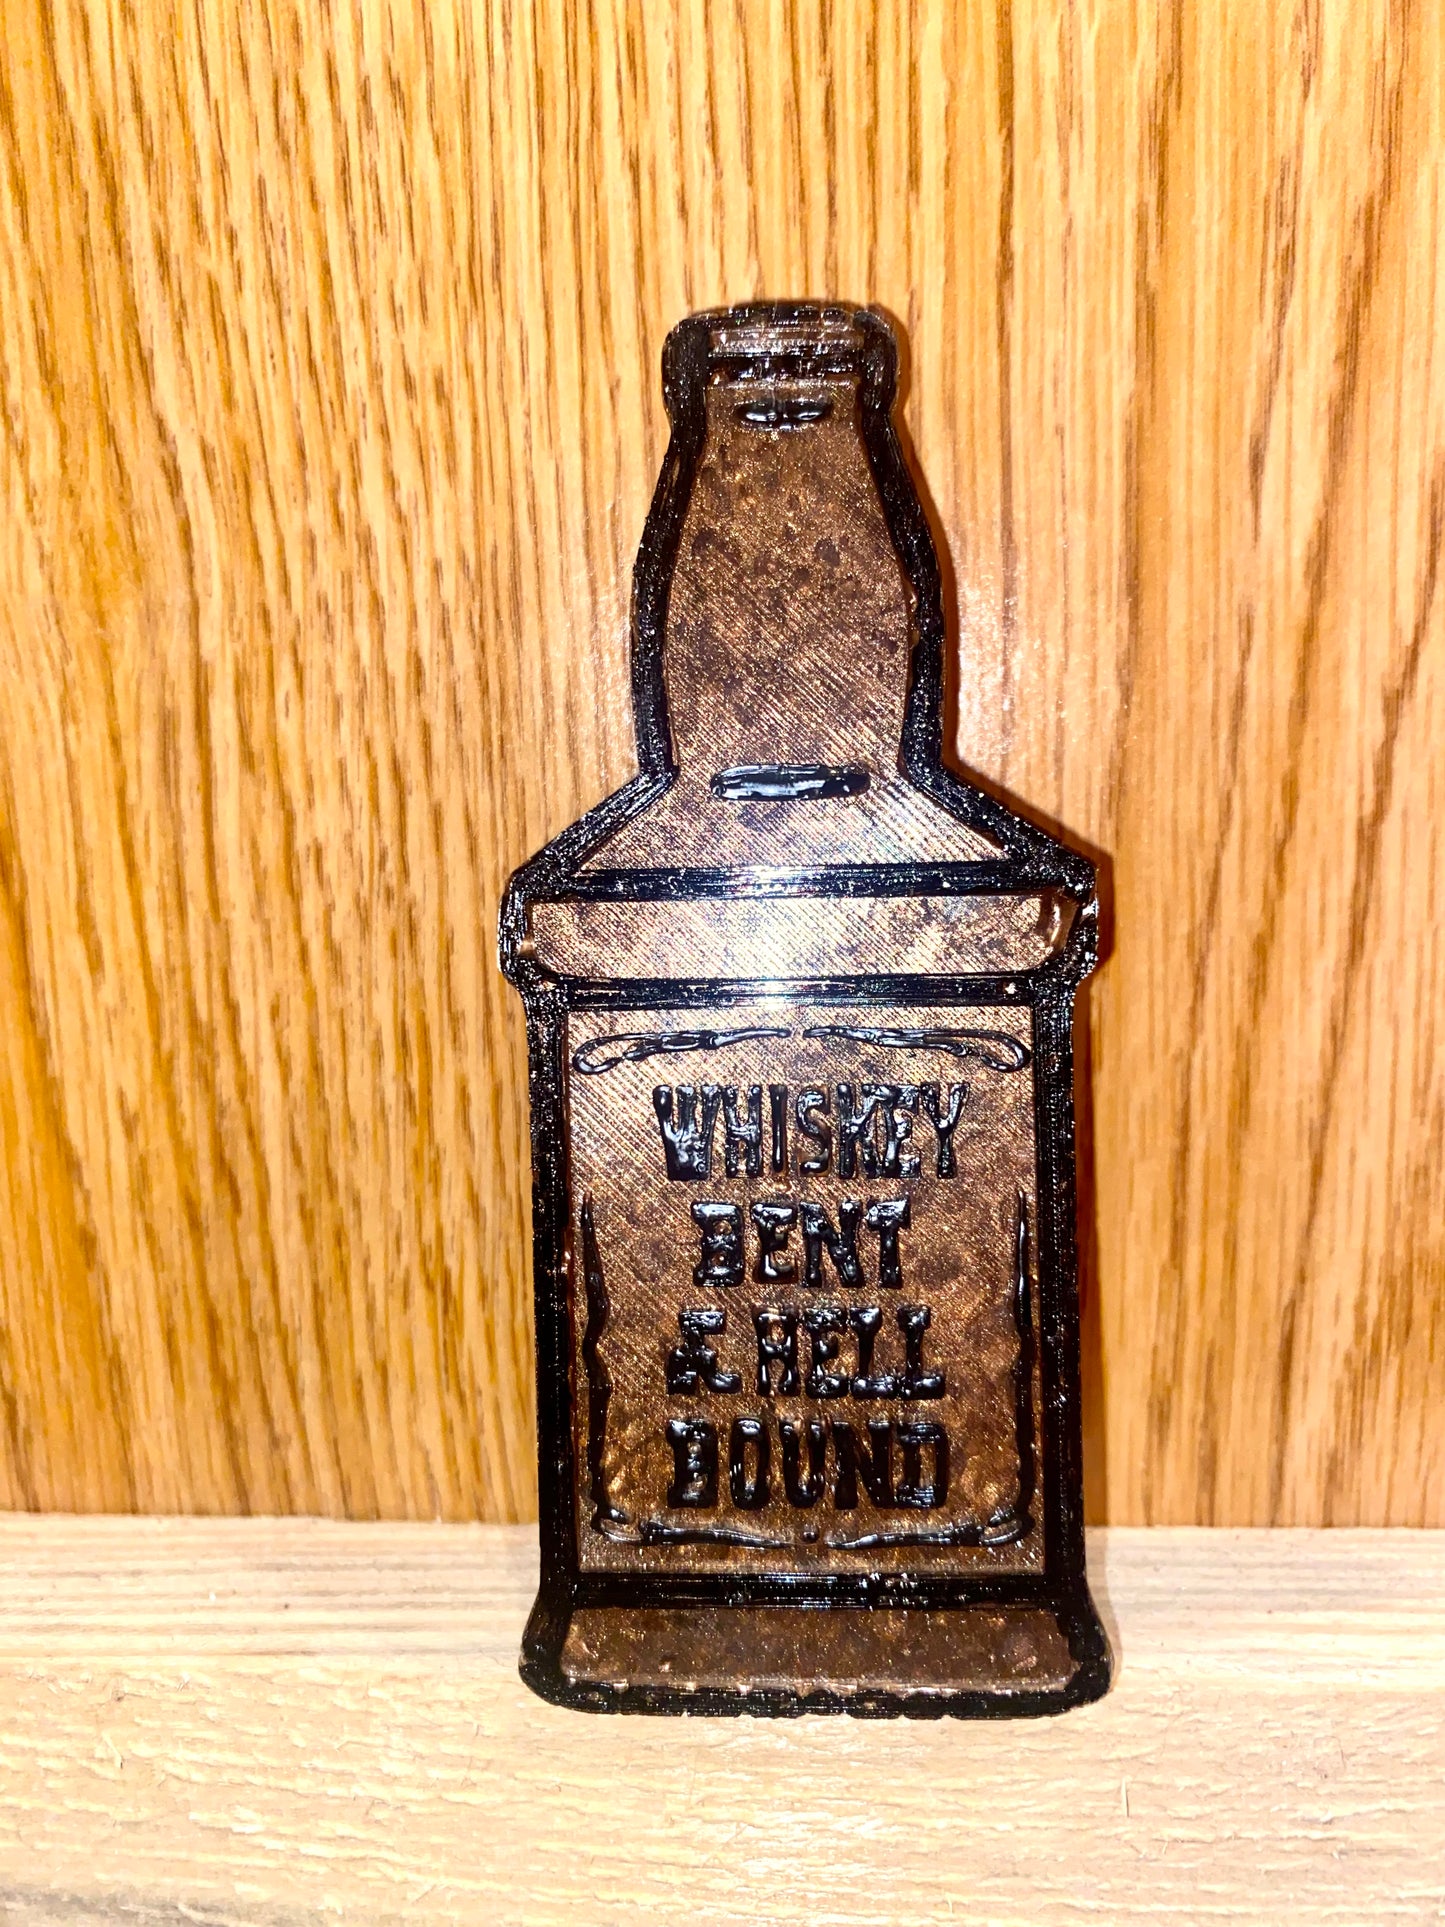 WHISKEY
BENT
& HELL
BOUND